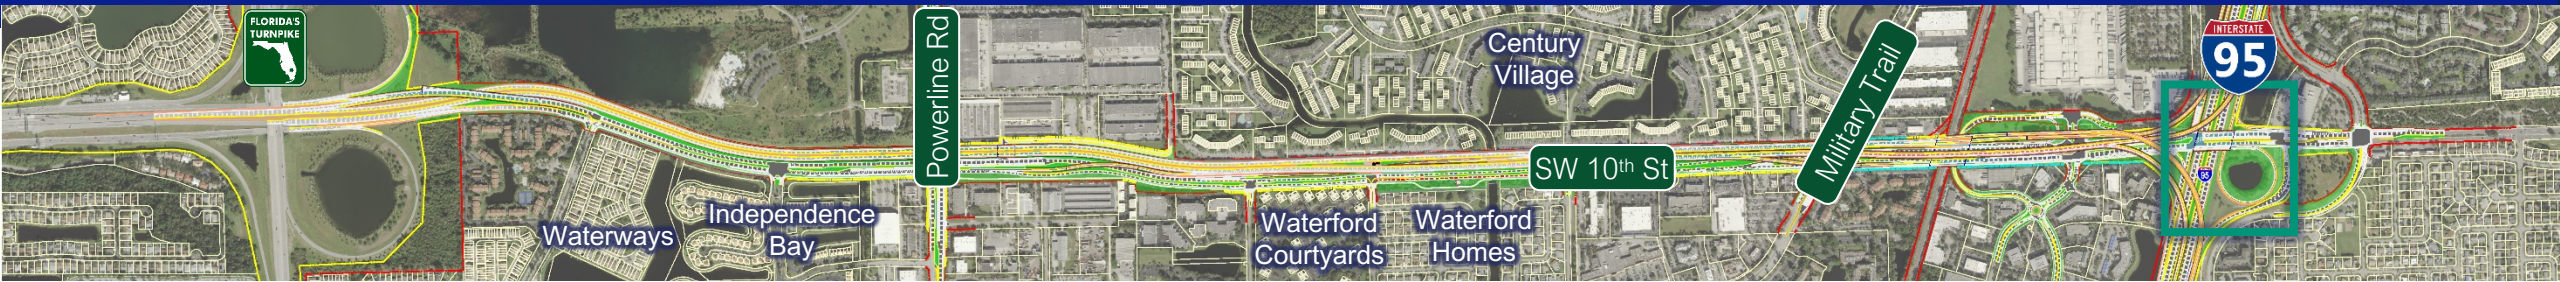 FLORIDA'S
TURNPIKE
Powerline Rd
Century
Village
Military Trail
INTERSTATE
95
SW 10th St
95
Waterways
Independence
Bay
Waterford
Courtyards
Waterford
Homes